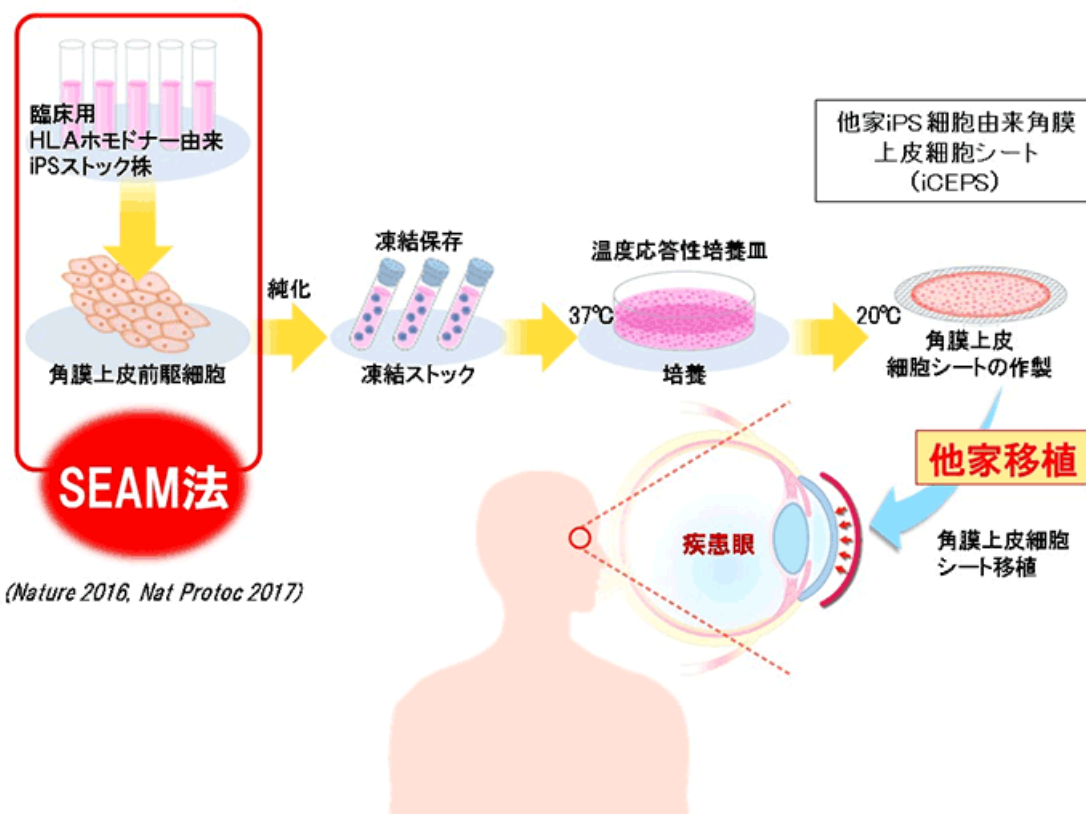 臨床用
HLAホモドナー由来
iPSストック株
角膜上皮前駆細胞
SEAM法
(Nature 2016, Nat Protoc 2017)
純化
凍結保存
凍結ストック
温度応答性培養皿
37℃
培養
他家iPS細胞由来角膜
上皮細胞シート
(iCEPS)
20℃
角膜上皮
細胞シートの作製
他家移植
疾患眼
角膜上皮細胞
シート移植